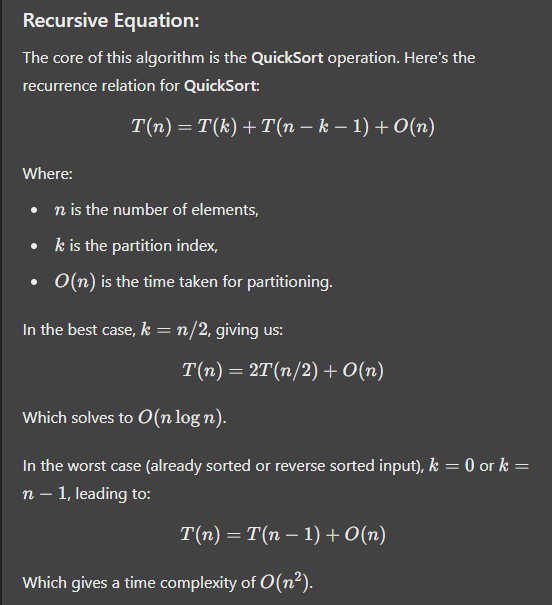 Recursive Equation:
The core of this algorithm is the QuickSort operation. Here's the
recurrence relation for QuickSort:
T(n) = T(k) + T(n − k − 1) + O(n)
Where:
• n is the number of elements,
• k is the partition index,
• O(n) is the time taken for partitioning.
In the best case, k = n/2, giving us:
T(n) = 2T(n/2) + O(n)
Which solves to O(n log n).
In the worst case (already sorted or reverse sorted input), k = 0 or k =
n − 1, leading to:
T(n) = T(n − 1) + O(n)
Which gives a time complexity of O(n²).